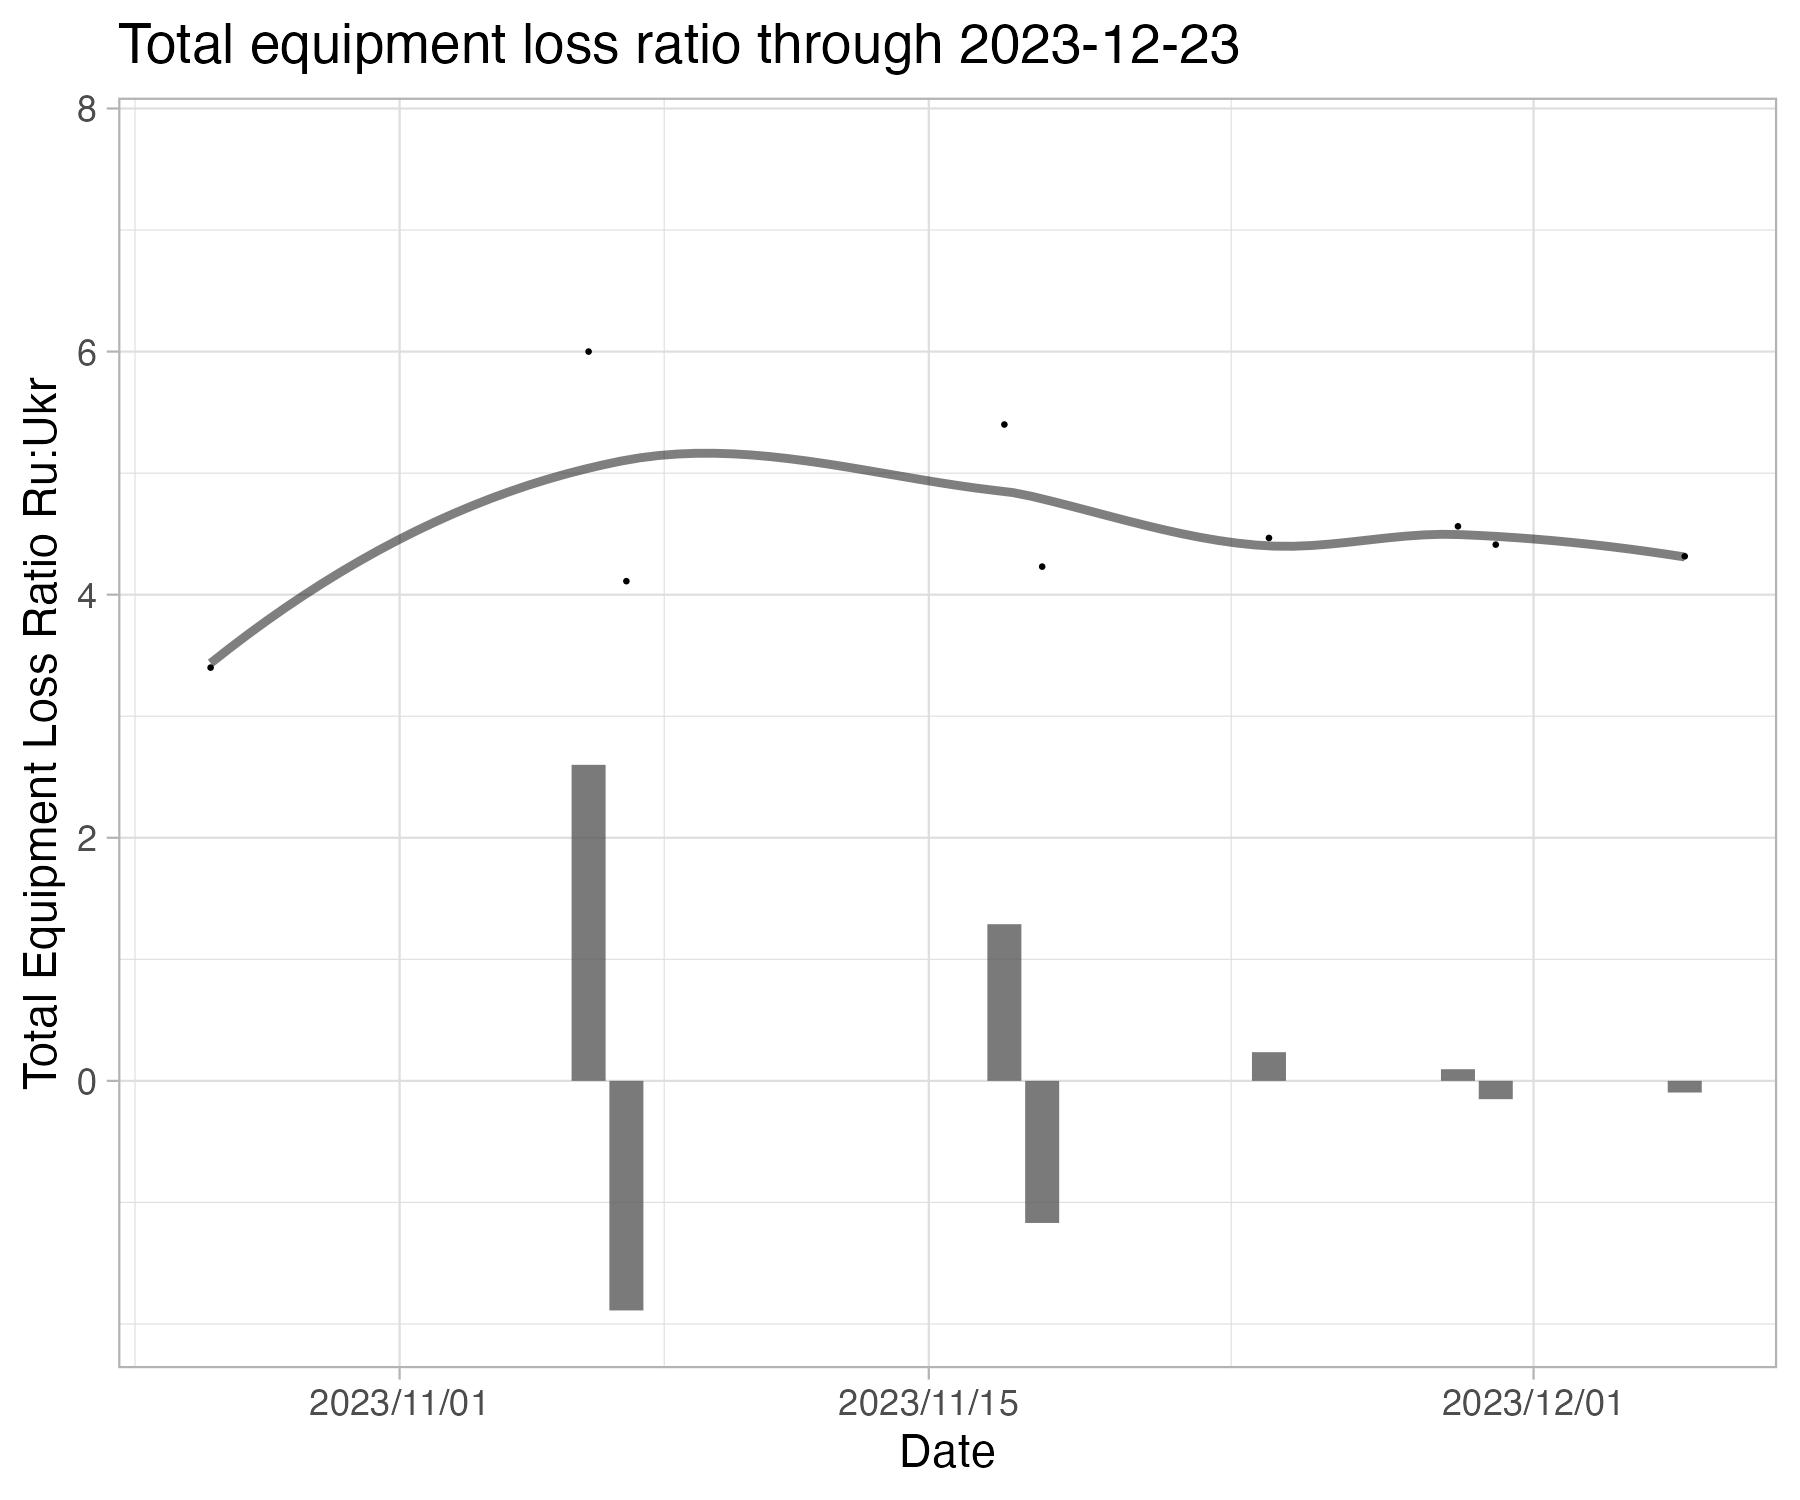 Total equipment loss ratio through 2023-12-23
Total Equipment Loss Ratio Ru:Ukr
8
6
4
2
0
2023/11/01
2023/11/15
2023/12/01
Date